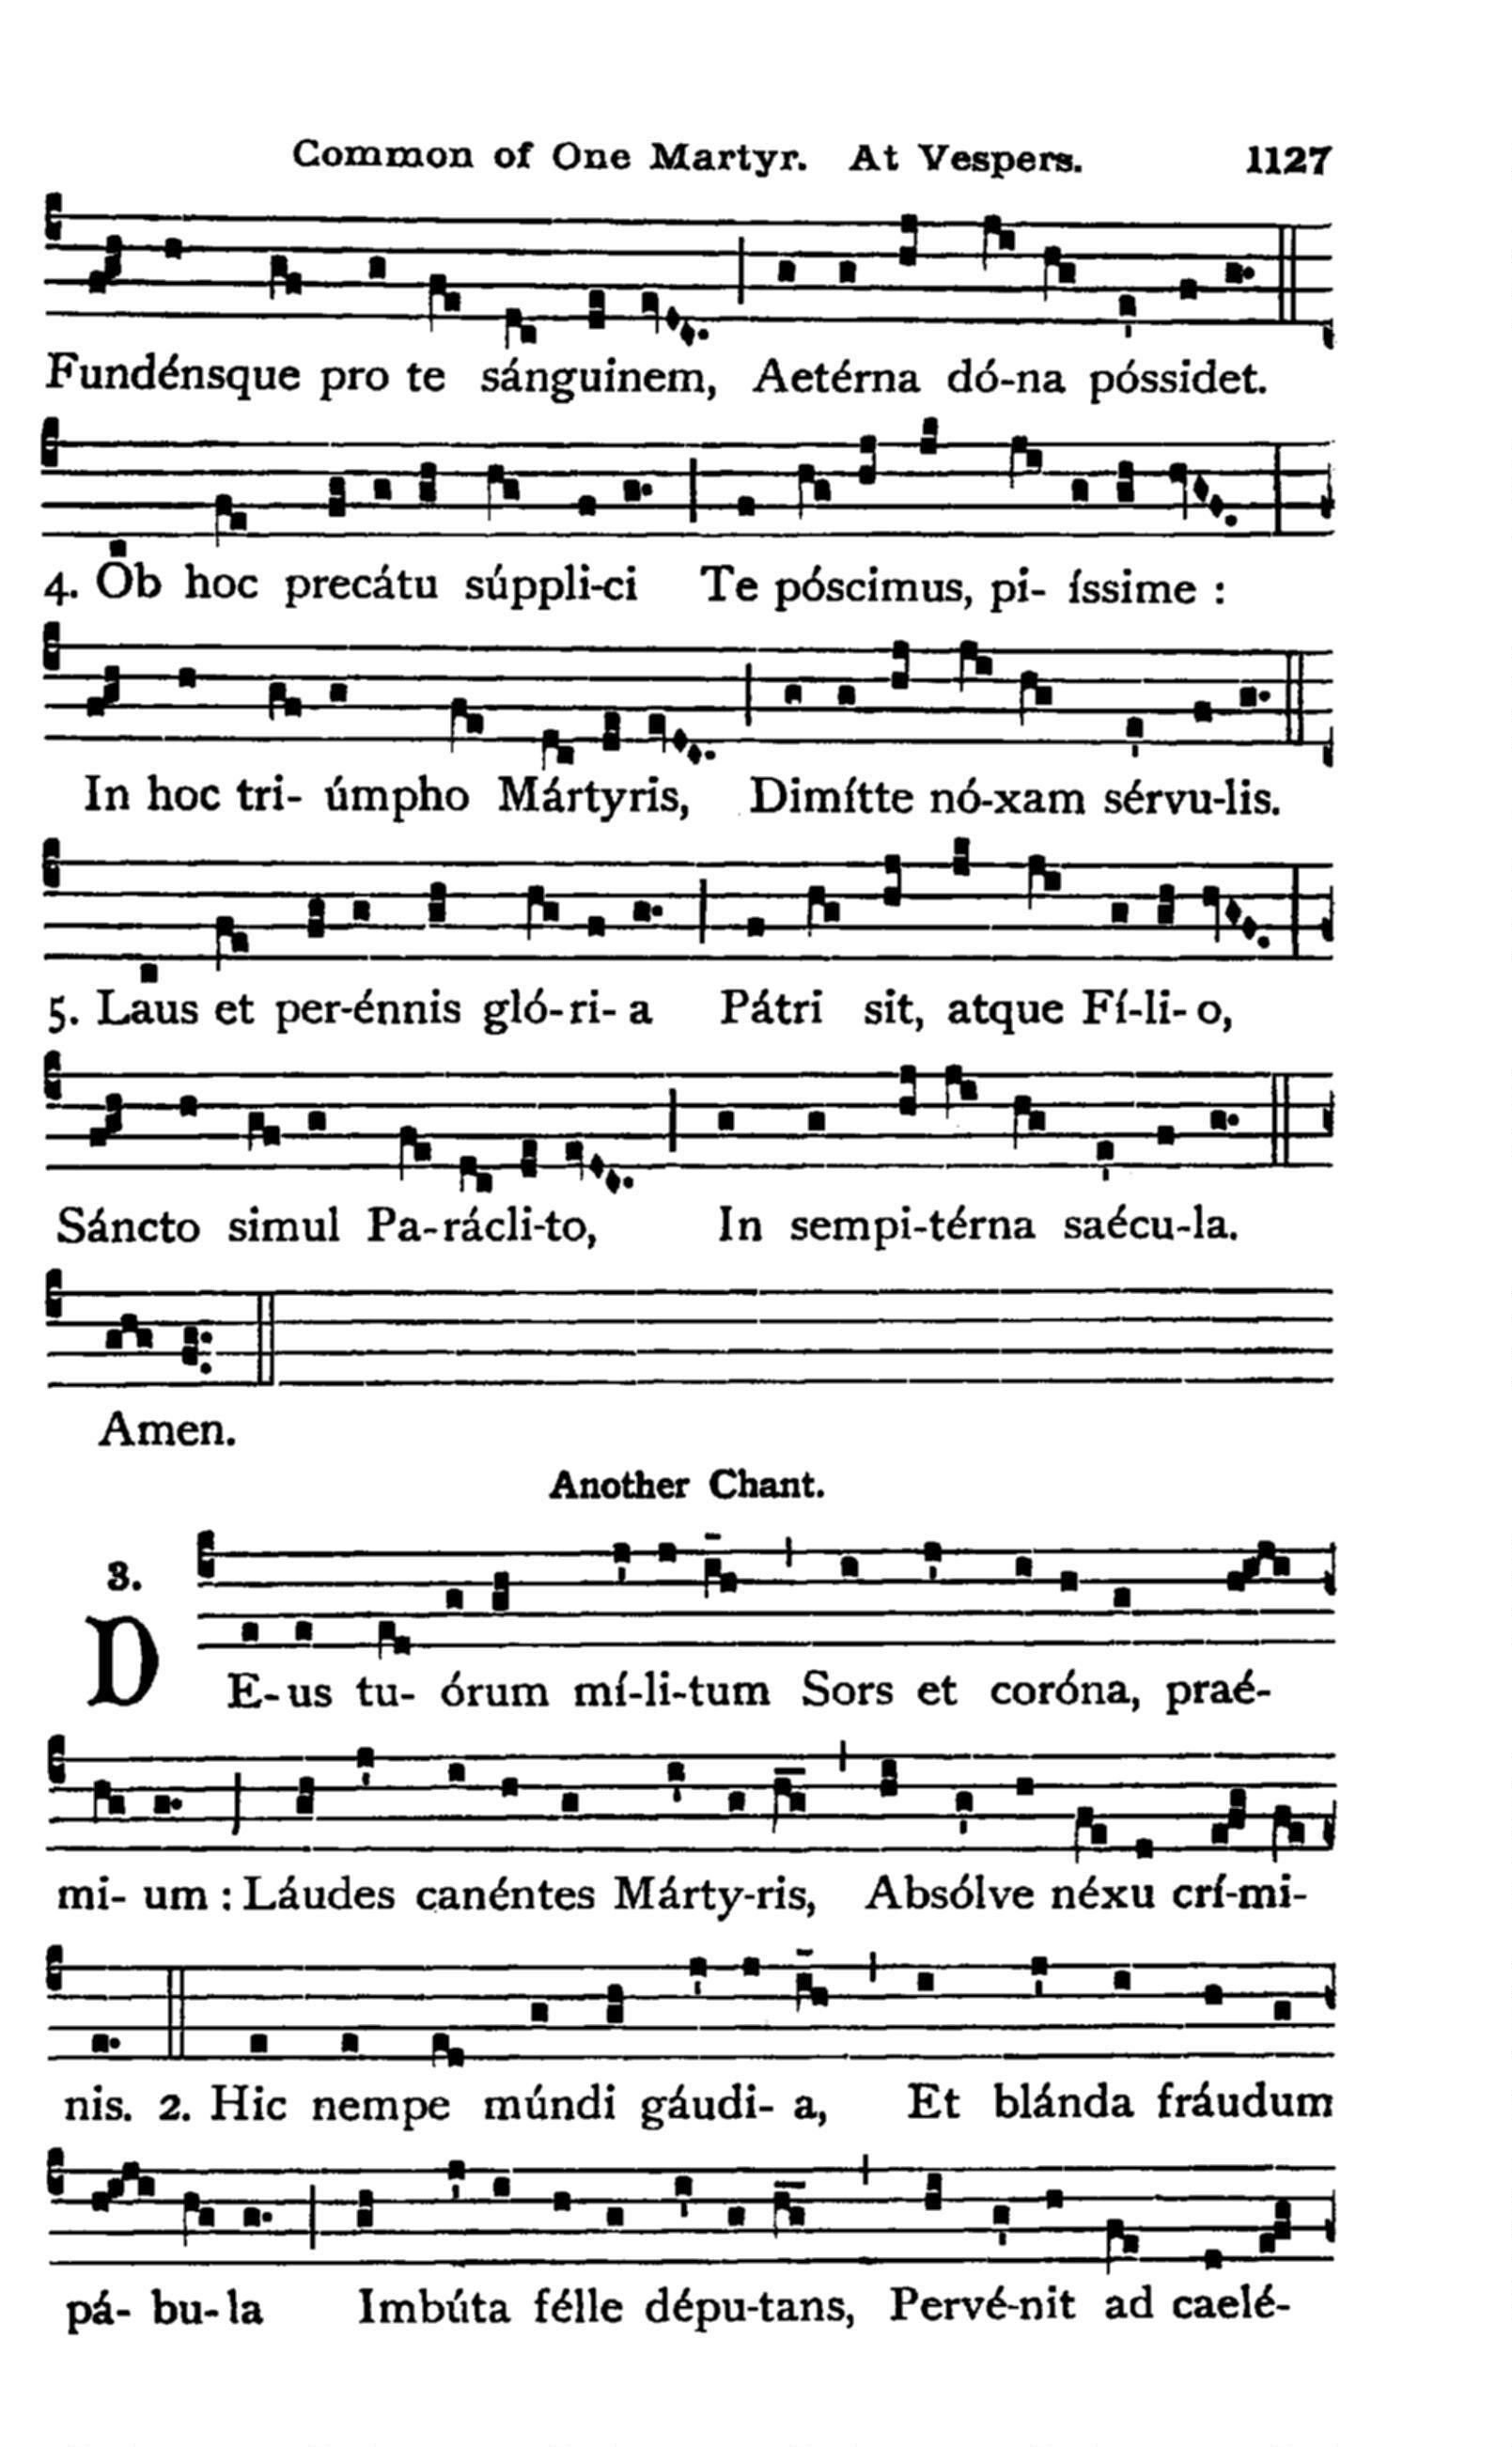 Common of One Martyr. At Vespers. 1127
Fundénsque pro te sánguinem, Aetérna dó-na póssidet.
4. Ob hoc precátu súppli-ci Te póscimus, pi- íssime :
In hoc tri- úmpho Mártyris, Dimítte nó-xam sérvu-lis.
5. Laus et per-énnis gló-ri- a Pátri sit, atque Fí-li- o,
Sáncto simul Pa-rácli-to, In sempi-térna saécu-la.
Amen.
Another Chant.
3.
DE-us tu- órum mí-li-tum Sors et coróna, praé-
mi- um : Láudes canéntes Márty-ris, Absólve néxu crí-mi-
nis. 2. Hic nempe múndi gáudi- a, Et blánda fráudum
pá- bu- la Imbúta félle dépu-tans, Pervé-nit ad caelé-